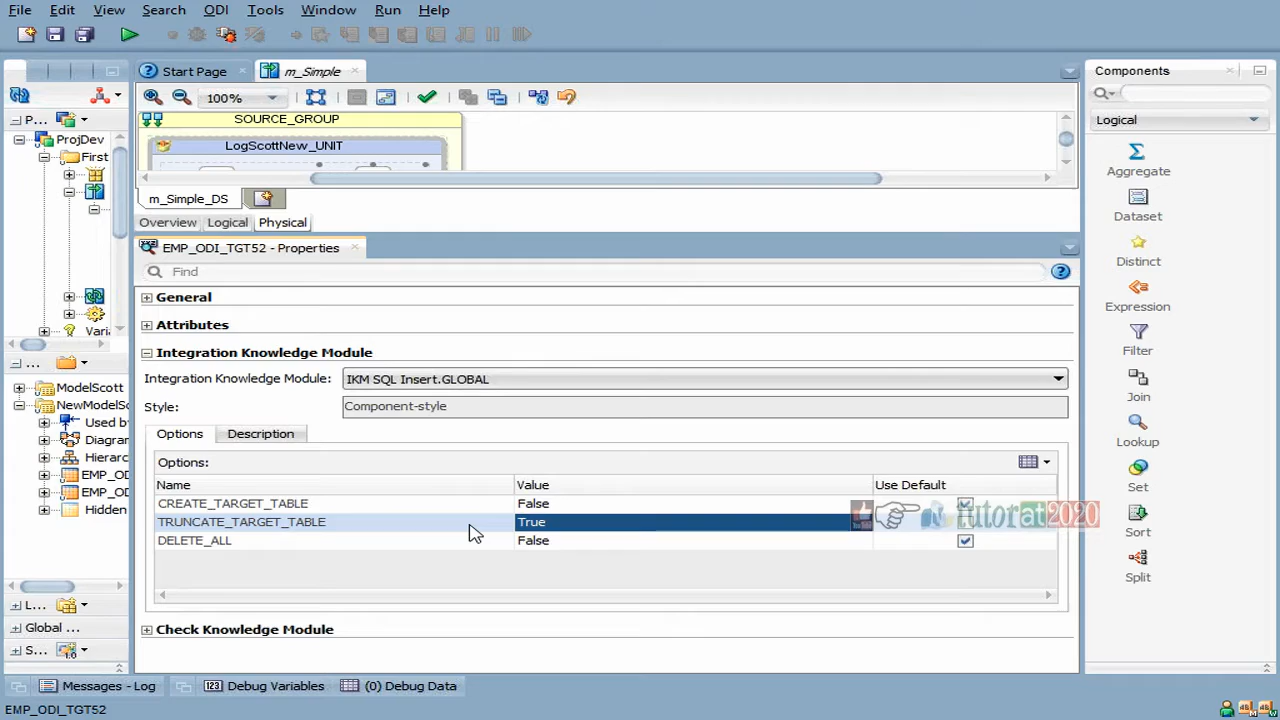 File Edit View Search ODI Tools Window Run Help
Start Page m_Simple
100%
SOURCE_GROUP
LogScottNew_UNIT
m_Simple_DS
Overview Logical Physical
P...
ProjDev
First
Vari
...
ModelScott
NewModelSc
Used by
Diagran
Hierarc
EMP_OD
EMP_OD
Hidden
L...
Global ...
S...
EMP_ODI_TGT52 - Properties
Find
General
Attributes
Integration Knowledge Module
Integration Knowledge Module: IKM SQL Insert.GLOBAL
Style: Component-style
Options Description
Options:
Name Value Use Default
CREATE_TARGET_TABLE False
TRUNCATE_TARGET_TABLE True
DELETE_ALL False
tutorat2020
Check Knowledge Module
Components
Logical
Aggregate
Dataset
Distinct
Expression
Filter
Join
Lookup
Set
Sort
Split
Messages - Log Debug Variables (0) Debug Data
EMP_ODI_TGT52